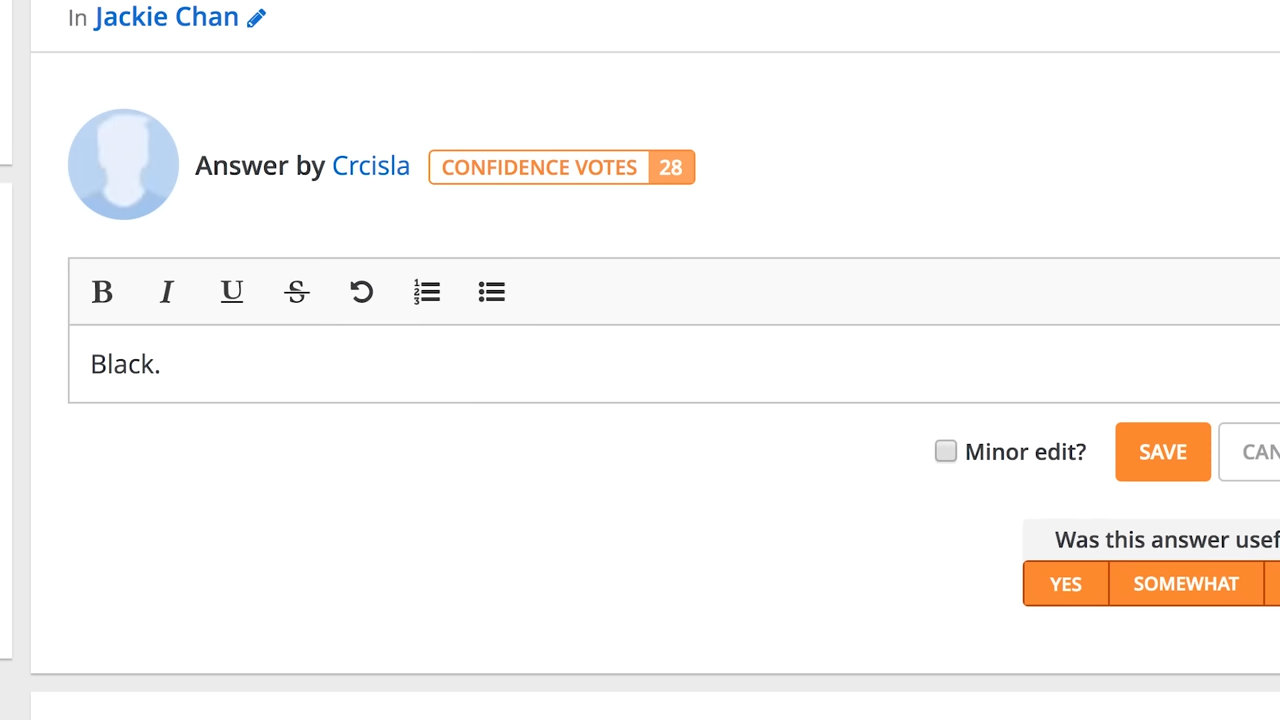 In Jackie Chan
Answer by Crcisla CONFIDENCE VOTES 28
B I U S
Black.
Minor edit? SAVE CAN
Was this answer usef
YES SOMEWHAT